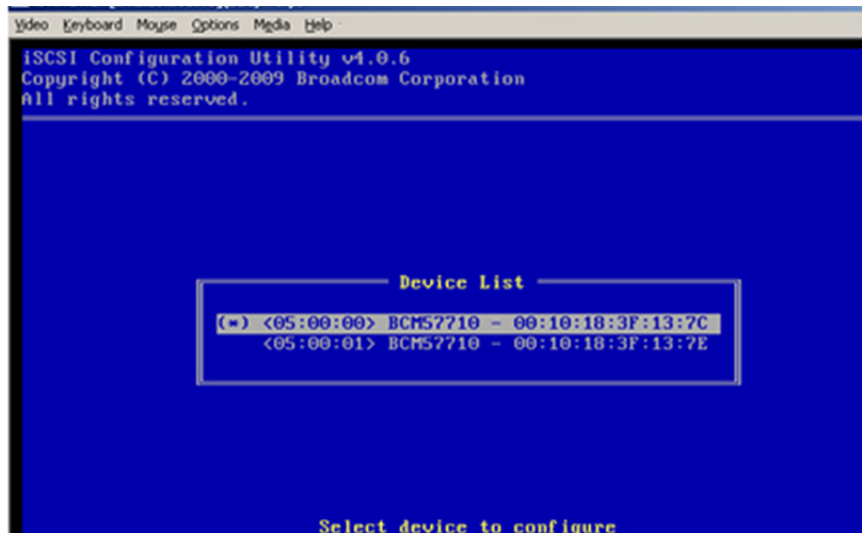 Video Keyboard Mouse Options Media Help
iSCSI Configuration Utility v4.0.6
Copyright (C) 2000-2009 Broadcom Corporation
All rights reserved.
Device List
(*) <05:00:00> BCM57710 - 00:10:18:3F:13:7C
<05:00:01> BCM57710 - 00:10:18:3F:13:7E
Select device to configure